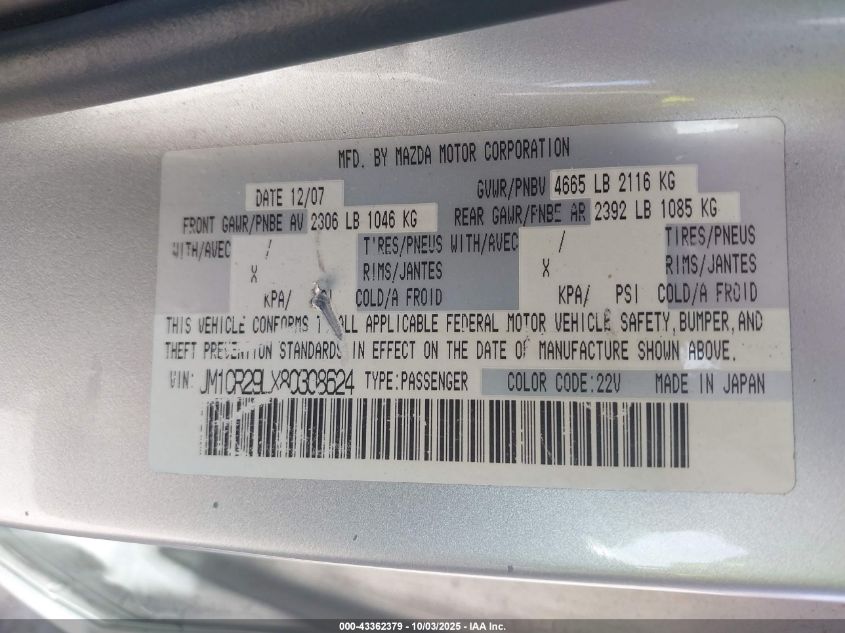 MFD. BY MAZDA MOTOR CORPORATION
DATE 12/07 GVWR/PNBV 4665 LB 2116 KG
FRONT GAWR/PNBE AV 2306 LB 1046 KG REAR GAWR/PNBE AR 2392 LB 1085 KG
WITH/AVEC / TIRES/PNEUS WITH/AVEC / TIRES/PNEUS
X RIMS/JANTES X RIMS/JANTES
KPA/ PSI COLD/A FROID KPA/ PSI COLD/A FROID
THIS VEHICLE CONFORMS TO ALL APPLICABLE FEDERAL MOTOR VEHICLE SAFETY, BUMPER, AND
THEFT PREVENTION STANDARDS IN EFFECT ON THE DATE OF MANUFACTURE SHOWN ABOVE.
VIN: JM1CR29LX80308624 TYPE:PASSENGER COLOR CODE:22V MADE IN JAPAN
000-43362379 - 10/03/2025 - IAA Inc.